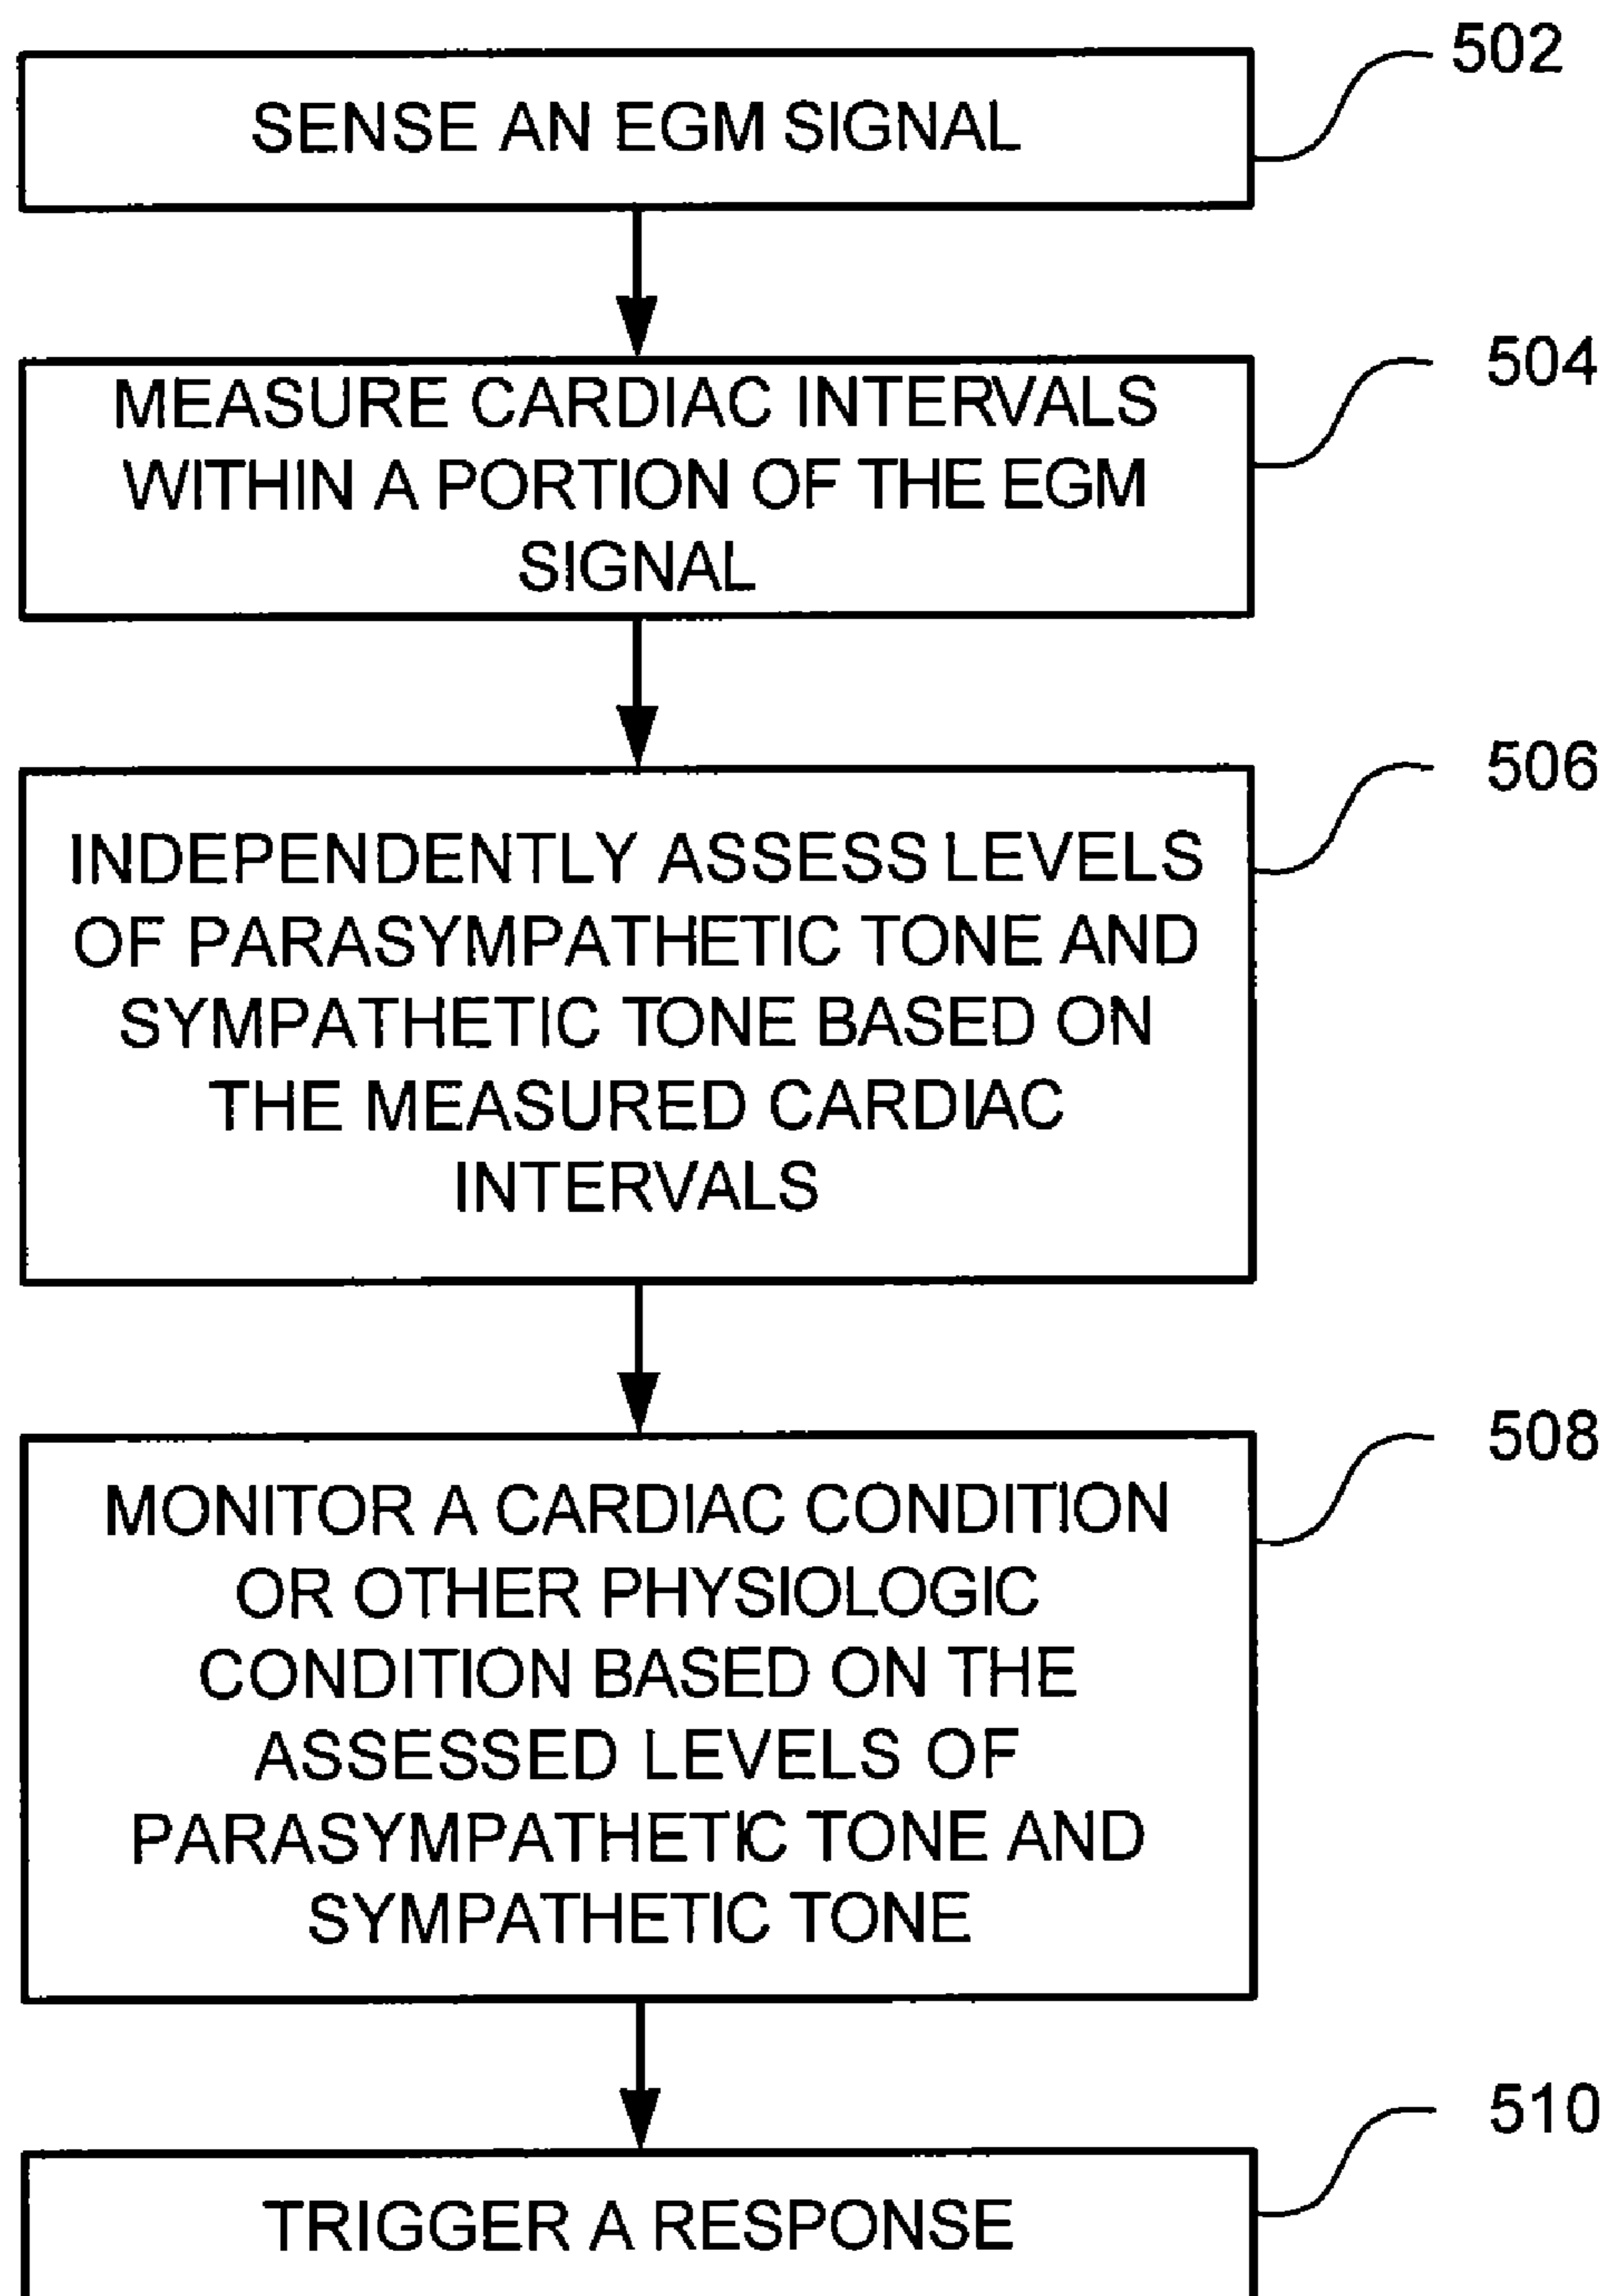 502
SENSE AN EGM SIGNAL
504
MEASURE CARDIAC INTERVALS
WITHIN A PORTION OF THE EGM
SIGNAL
506
INDEPENDENTLY ASSESS LEVELS
OF PARASYMPATHETIC TONE AND
SYMPATHETIC TONE BASED ON
THE MEASURED CARDIAC
INTERVALS
508
MONITOR A CARDIAC CONDITION
OR OTHER PHYSIOLOGIC
CONDITION BASED ON THE
ASSESSED LEVELS OF
PARASYMPATHETIC TONE AND
SYMPATHETIC TONE
510
TRIGGER A RESPONSE